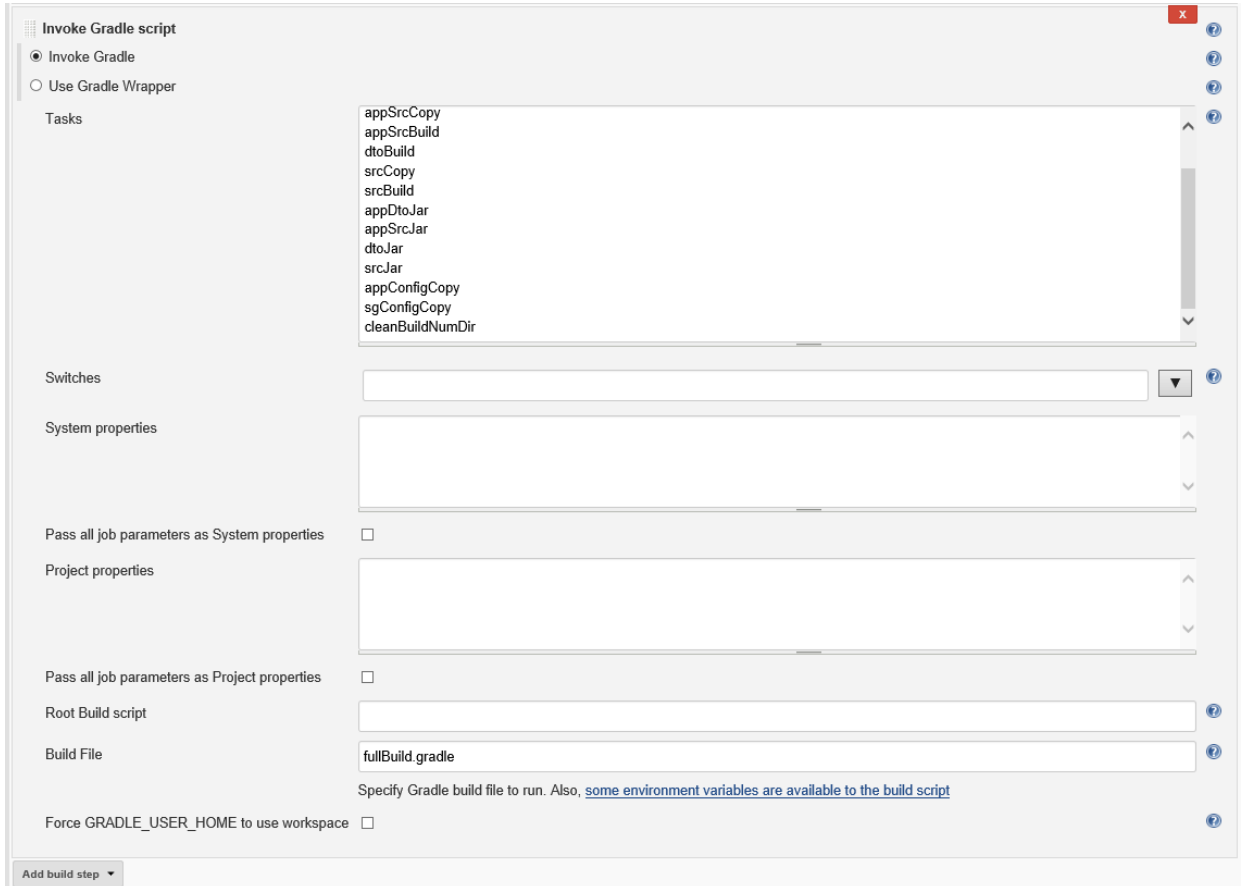 Invoke Gradle script
X
Invoke Gradle
Use Gradle Wrapper
Tasks
appSrcCopy
appSrcBuild
dtoBuild
srcCopy
srcBuild
appDtoJar
appSrcJar
dtoJar
srcJar
appConfigCopy
sgConfigCopy
cleanBuildNumDir
Switches
System properties
Pass all job parameters as System properties
Project properties
Pass all job parameters as Project properties
Root Build script
Build File
fullBuild.gradle
Specify Gradle build file to run. Also, some environment variables are available to the build script
Force GRADLE_USER_HOME to use workspace
Add build step